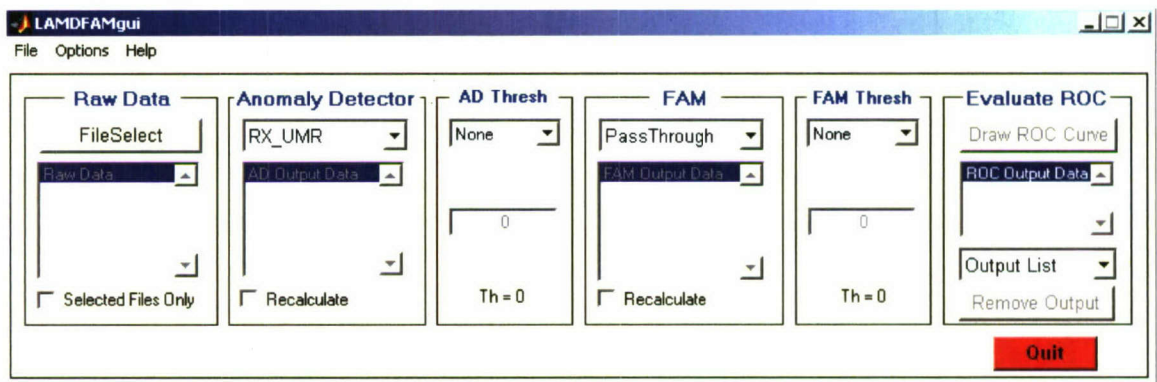 LAMDFAMgui
File Options Help
Raw Data
FileSelect
Raw Data
Selected Files Only
Anomaly Detector
RX_UMR
AD Output Data
Recalculate
AD Thresh
None
0
Th = 0
FAM
PassThrough
FAM Output Data
Recalculate
FAM Thresh
None
0
Th = 0
Evaluate ROC
Draw ROC Curve
ROC Output Data
Output List
Remove Output
Quit